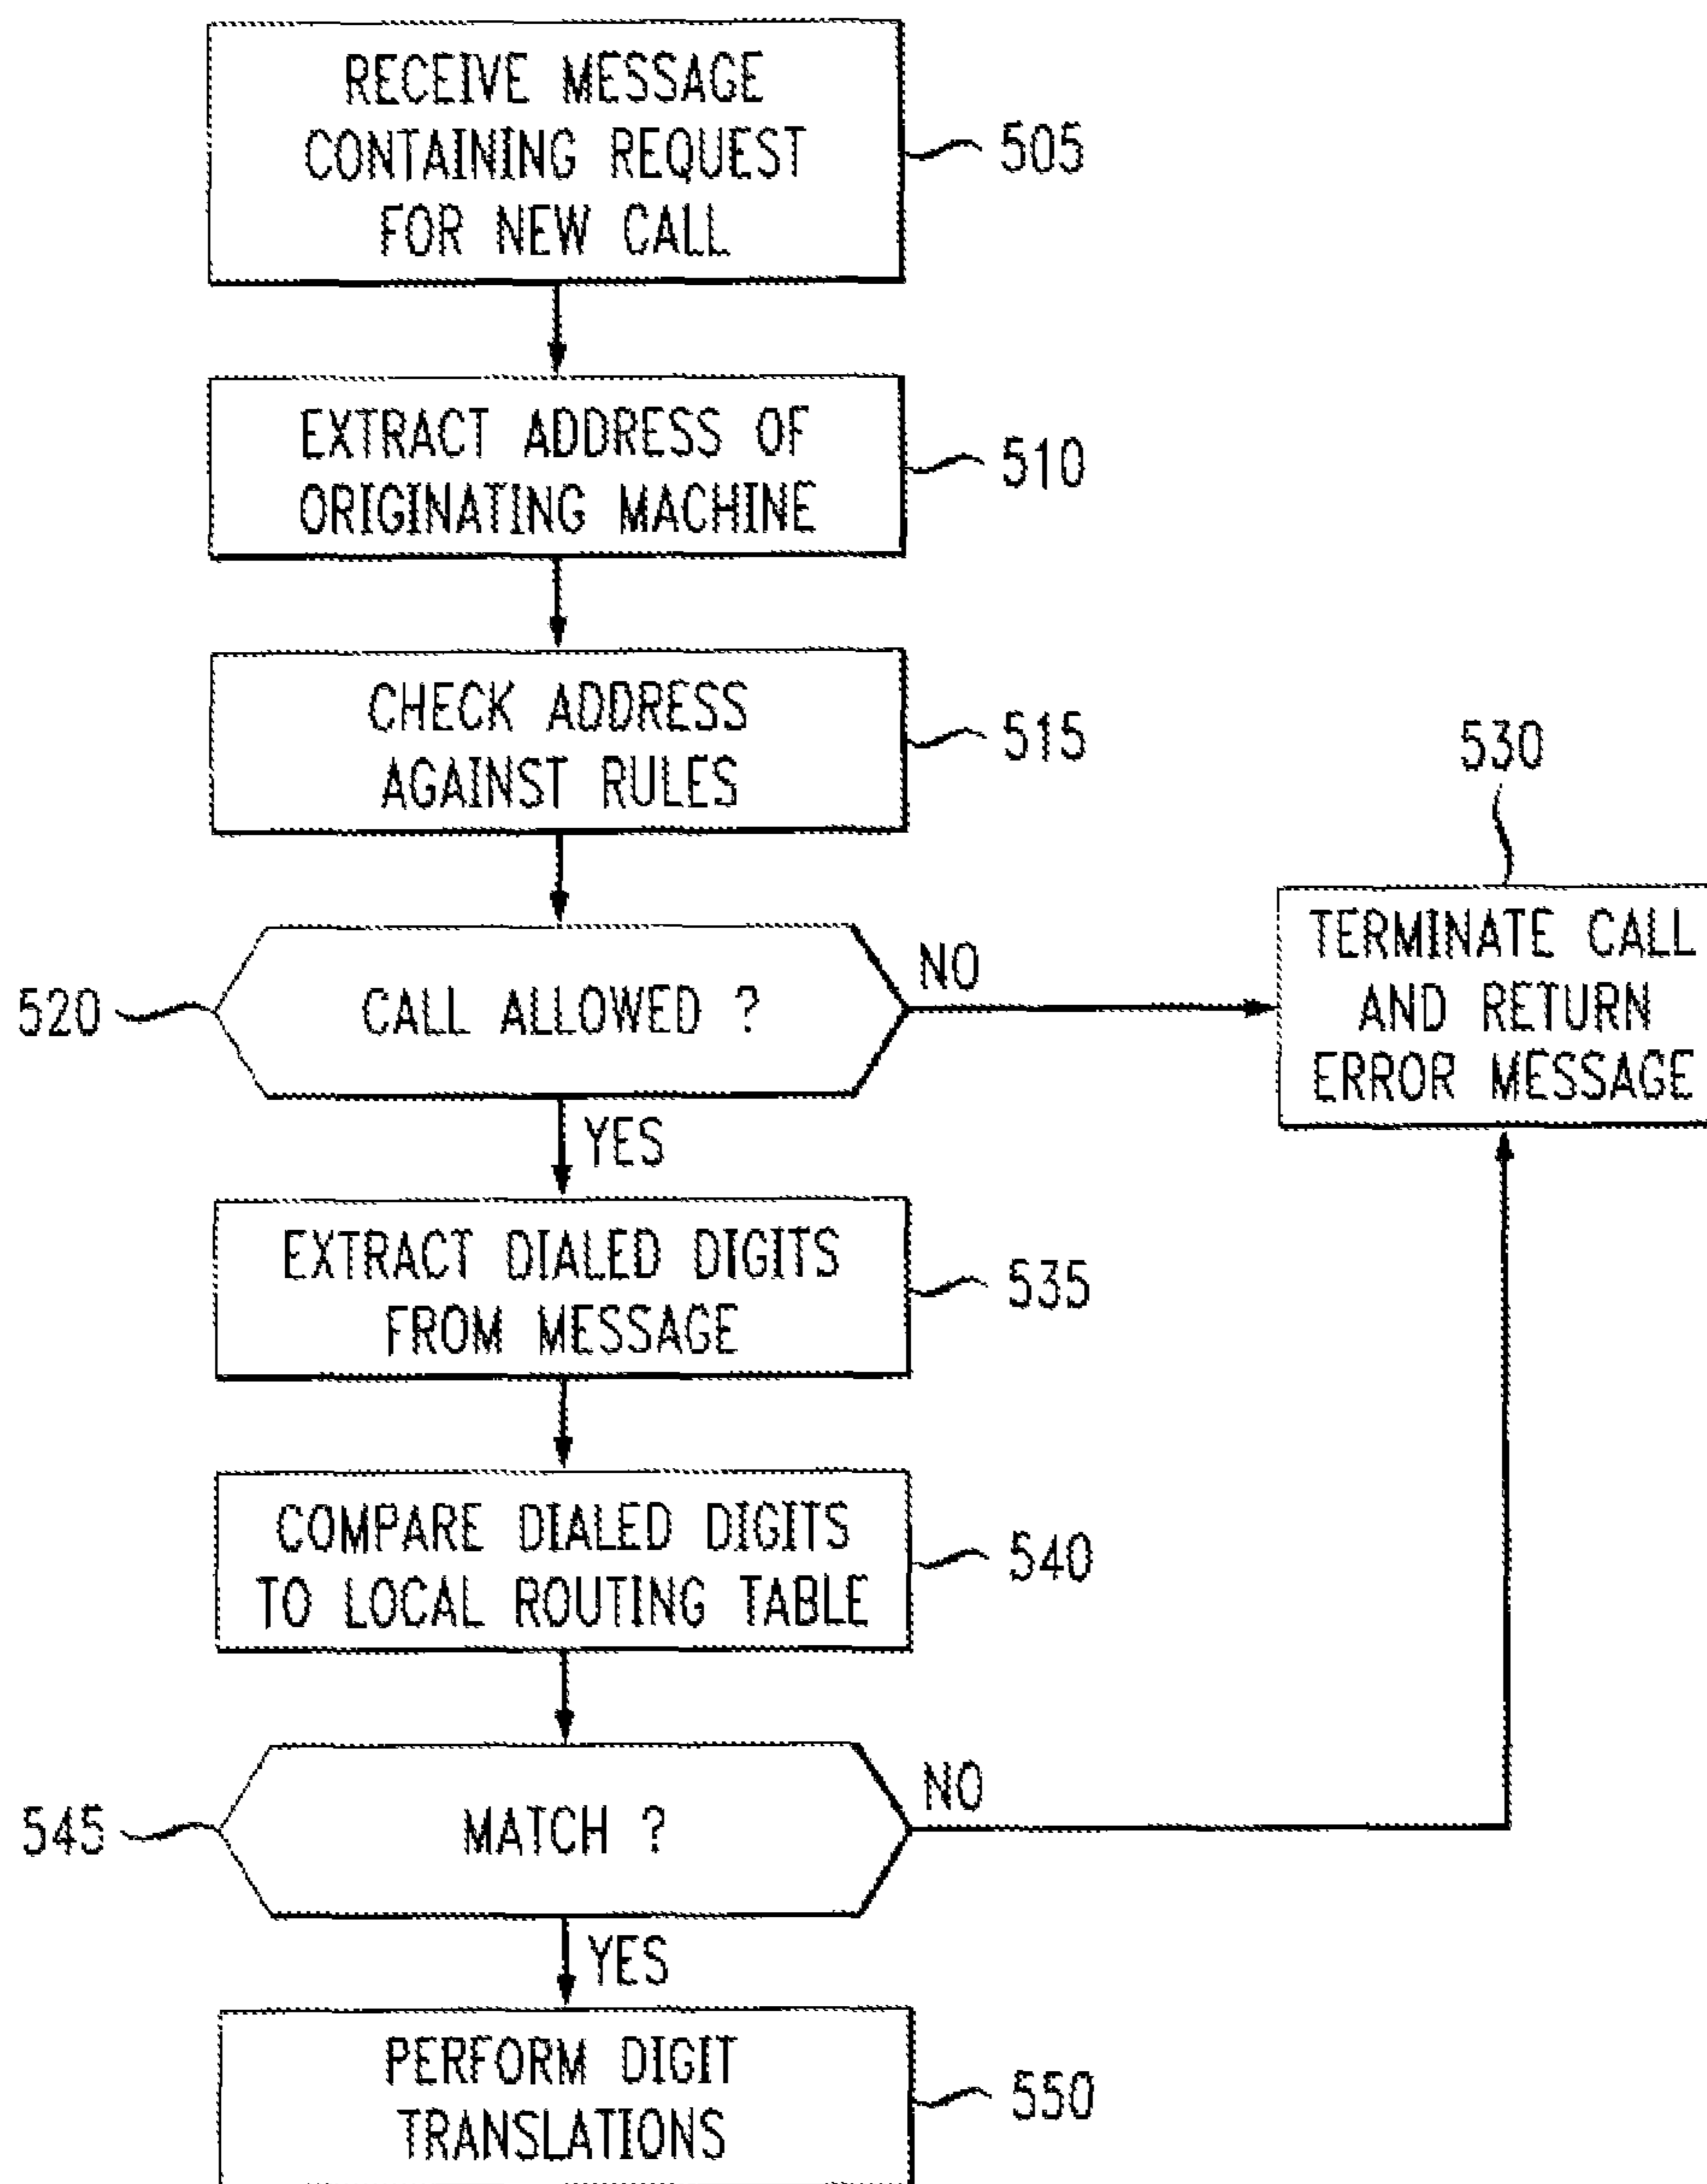 RECEIVE MESSAGE
CONTAINING REQUEST
FOR NEW CALL
505
EXTRACT ADDRESS OF
ORIGINATING MACHINE
510
CHECK ADDRESS
AGAINST RULES
515
530
TERMINATE CALL
AND RETURN
ERROR MESSAGE
520
CALL ALLOWED ?
NO
YES
EXTRACT DIALED DIGITS
FROM MESSAGE
535
COMPARE DIALED DIGITS
TO LOCAL ROUTING TABLE
540
545
MATCH ?
NO
YES
PERFORM DIGIT
TRANSLATIONS
550